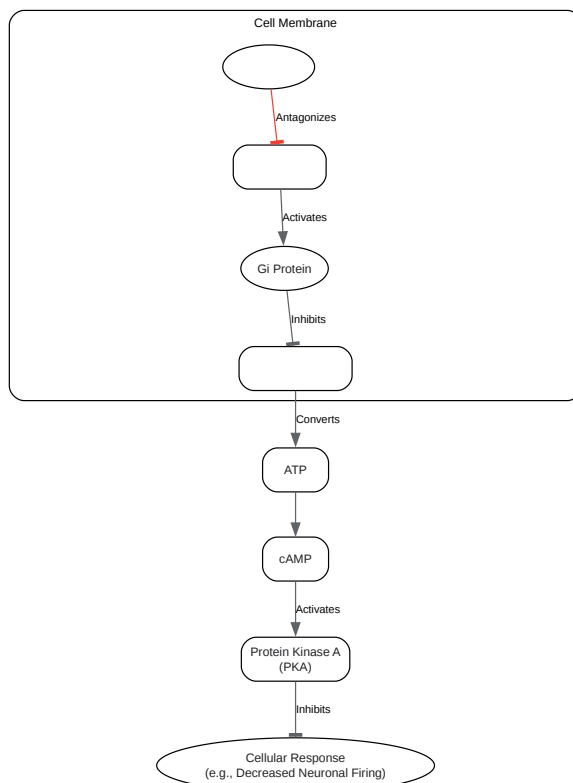 Cell Membrane
Antagonizes
Activates
Gi Protein
Inhibits
Converts
ATP
cAMP
Activates
Protein Kinase A
(PKA)
Inhibits
Cellular Response
(e.g., Decreased Neuronal Firing)